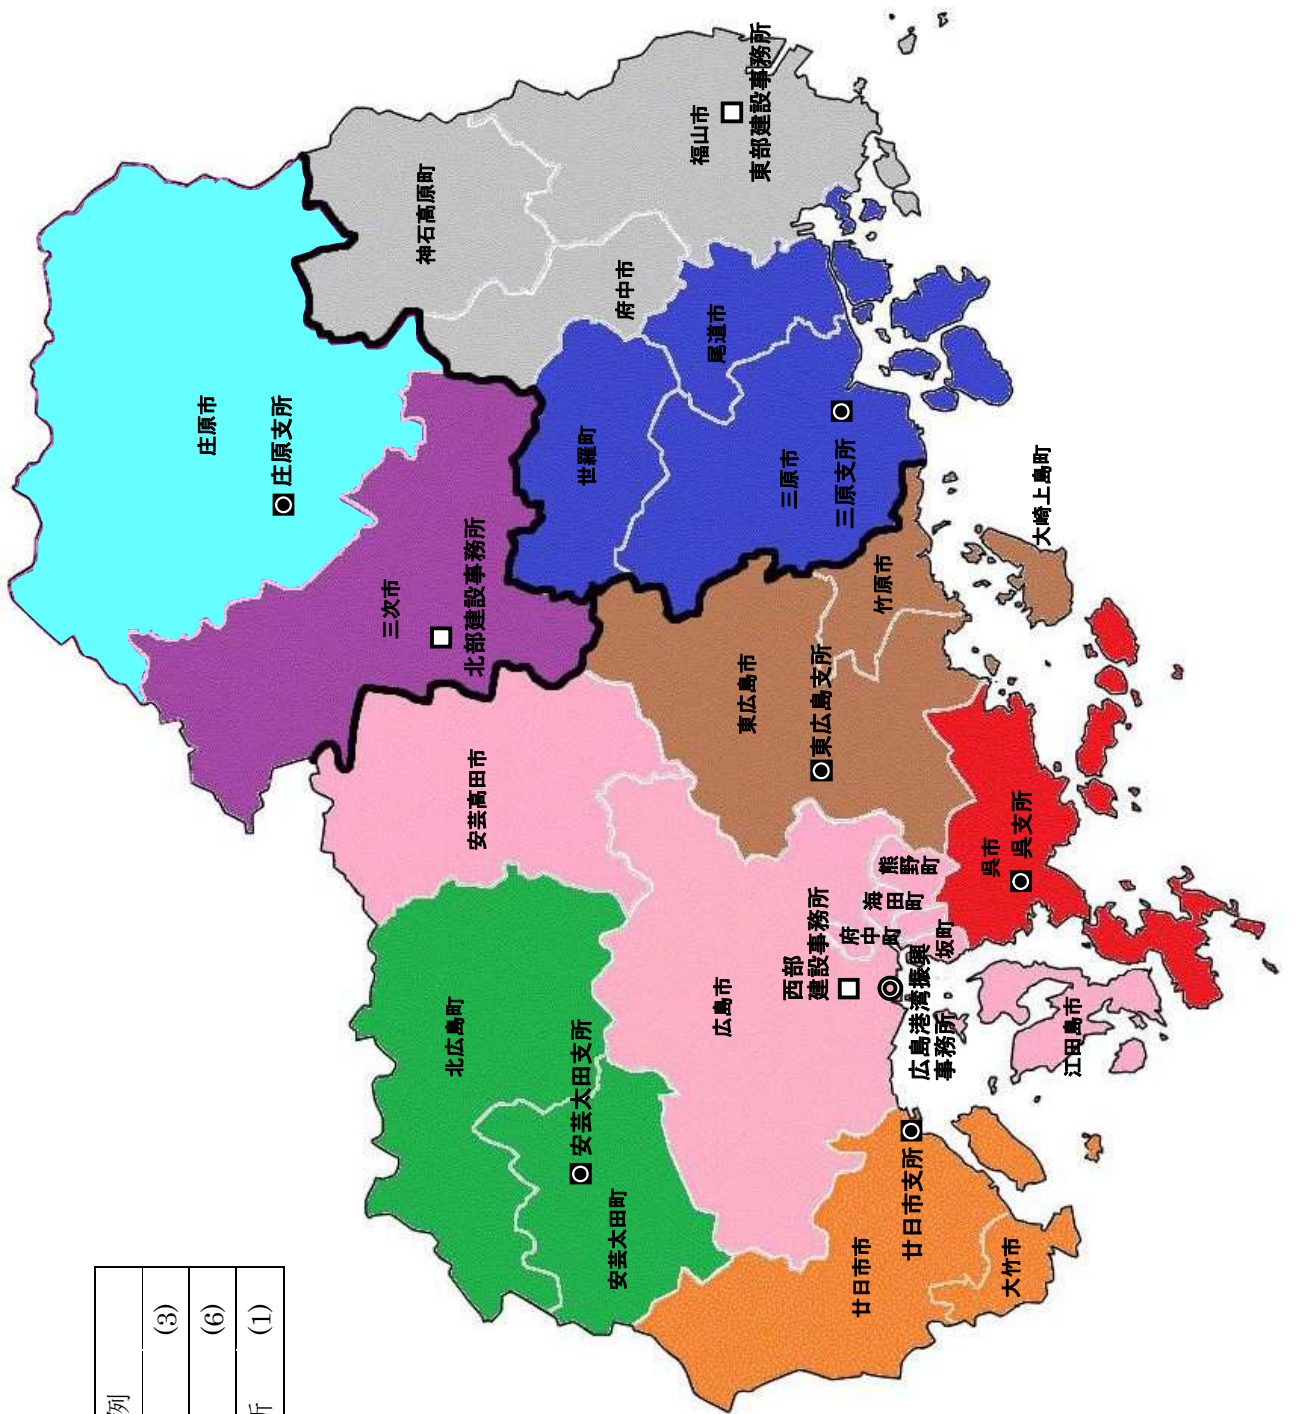 庄原市
庄原支所
三次市
北部建設事務所
神石高原町
府中市
福山市
東部建設事務所
世羅町
尾道市
三原市
三原支所
安芸高田市
東広島市
東広島支所
竹原市
大崎上島町
北広島町
安芸太田支所
安芸太田町
広島市
西部
建設事務所
府中町
海田町
熊野町
坂町
呉市
呉支所
広島港湾振興
事務所
江田島市
廿日市市
廿日市支所
大竹市
例
(3)
(6)
所 (1)